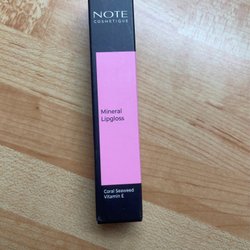 NOTE
COSMETIQUE
Mineral
Lipgloss
Coral Seaweed
Vitamin E